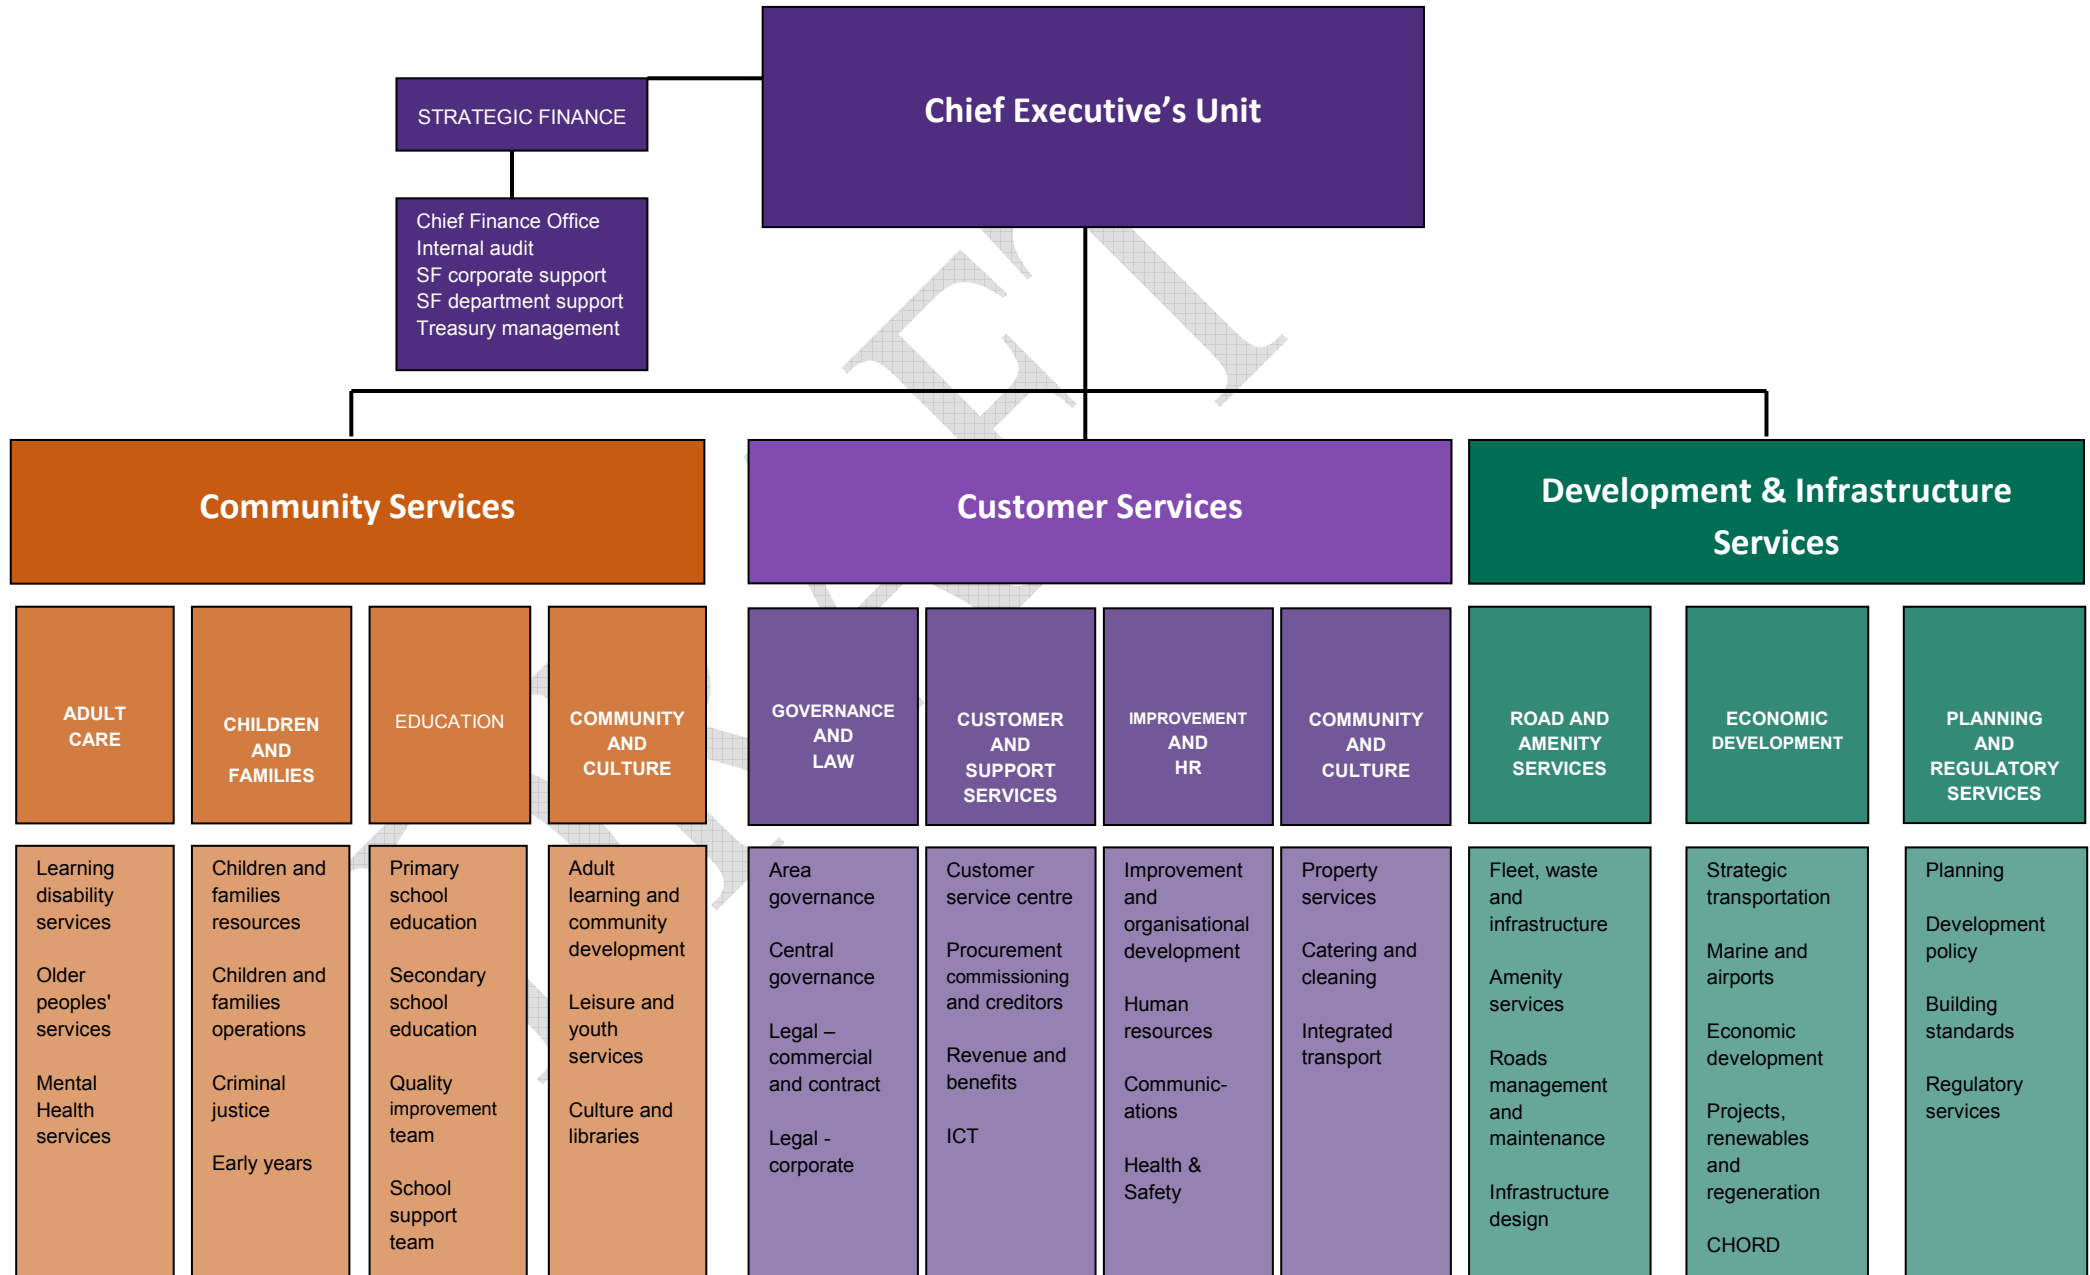 Chief Executive’s Unit
STRATEGIC FINANCE
Chief Finance Office
Internal audit
SF corporate support
SF department support
Treasury management
DRAFT
Community Services
Customer Services
Development & Infrastructure
Services
ADULT
CARE
CHILDREN
AND
FAMILIES
EDUCATION
COMMUNITY
AND
CULTURE
GOVERNANCE
AND
LAW
CUSTOMER
AND
SUPPORT
SERVICES
IMPROVEMENT
AND
HR
COMMUNITY
AND
CULTURE
ROAD AND
AMENITY
SERVICES
ECONOMIC
DEVELOPMENT
PLANNING
AND
REGULATORY
SERVICES
Learning
disability
services
Older
peoples'
services
Mental
Health
services
Children and
families
resources
Children and
families
operations
Criminal
justice
Early years
Primary
school
education
Secondary
school
education
Quality
improvement
team
School
support
team
Adult
learning and
community
development
Leisure and
youth
services
Culture and
libraries
Area
governance
Central
governance
Legal –
commercial
and contract
Legal -
corporate
Customer
service centre
Procurement
commissioning
and creditors
Revenue and
benefits
ICT
Improvement
and
organisational
development
Human
resources
Communic-
ations
Health &
Safety
Property
services
Catering and
cleaning
Integrated
transport
Fleet, waste
and
infrastructure
Amenity
services
Roads
management
and
maintenance
Infrastructure
design
Strategic
transportation
Marine and
airports
Economic
development
Projects,
renewables
and
regeneration
CHORD
Planning
Development
policy
Building
standards
Regulatory
services